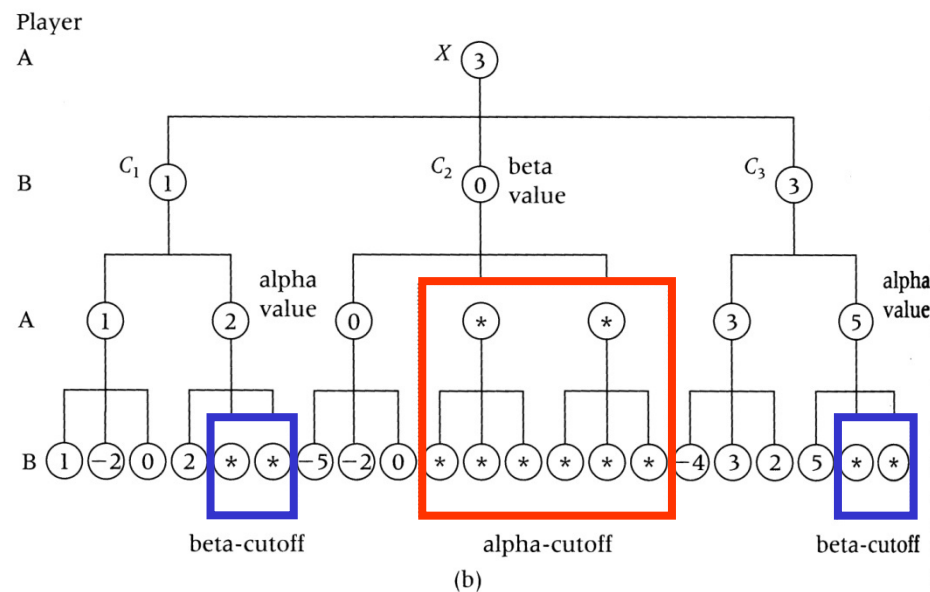 Player
A X 3
B C₁ 1 C₂ 0 beta value C₃ 3
A 1 2 alpha value 0 * * 3 5 alpha value
B 1 −2 0 2 * * −5 −2 0 * * * * * * −4 3 2 5 * *
beta-cutoff alpha-cutoff beta-cutoff
(b)